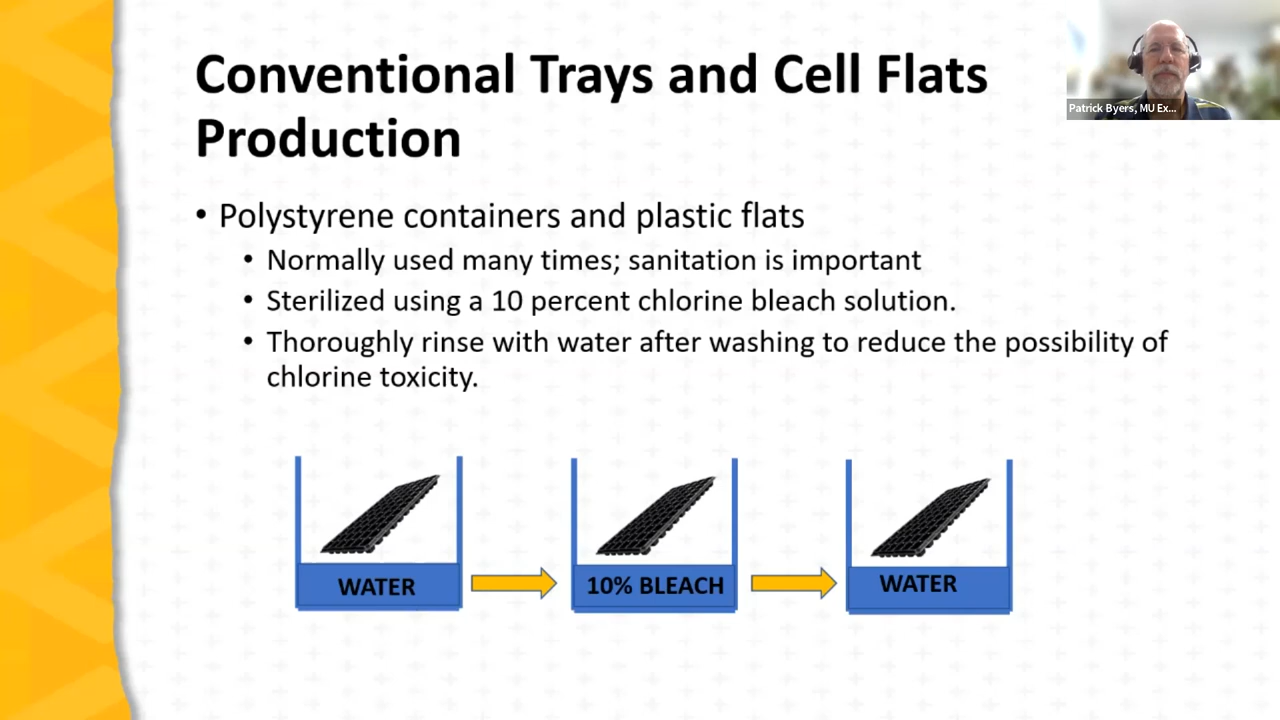 Conventional Trays and Cell Flats
Production
Patrick Byers, MU Ex...
• Polystyrene containers and plastic flats
• Normally used many times; sanitation is important
• Sterilized using a 10 percent chlorine bleach solution.
• Thoroughly rinse with water after washing to reduce the possibility of
chlorine toxicity.
WATER
10% BLEACH
WATER